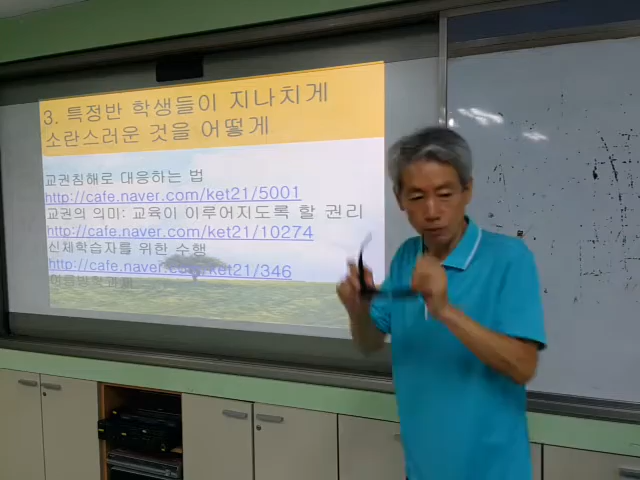 3. 특정반 학생들이 지나치게
소란스러운 것을 어떻게
교권침해로 대응하는 법
http://cafe.naver.com/ket21/5001
교권의 의미: 교육이 이루어지도록 할 권리
http://cafe.naver.com/ket21/10274
신체학습자를 위한 수행
http://cafe.naver.com/ket21/346